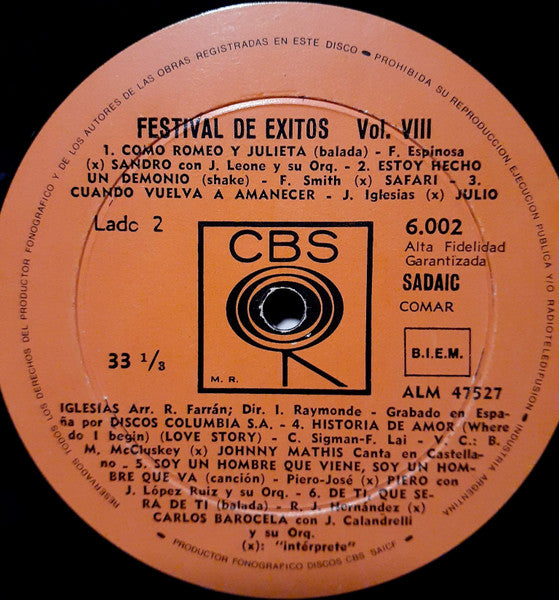 RESERVADOS TODOS LOS DERECHOS DEL PRODUCTOR FONOGRAFICO Y DE LOS AUTORES DE LAS OBRAS REGISTRADAS EN ESTE DISCO • PROHIBIDA SU REPRODUCCION, EJECUCION PUBLICA Y/O RADIOTELEDIFUSION • INDUSTRIA ARGENTINA
FESTIVAL DE EXITOS Vol. VIII
1. COMO ROMEO Y JULIETA (balada) - F. Espinosa
(x) SANDRO con J. Leone y su Orq. - 2. ESTOY HECHO
UN DEMONIO (shake) - F. Smith (x) SAFARI - 3.
CUANDO VUELVA A AMANECER - J. Iglesias (x) JULIO
Lado 2
CBS
6.002
Alta Fidelidad
Garantizada
SADAIC
COMAR
33 1/3
M. R.
B.I.E.M.
ALM 47527
IGLESIAS Arr. R. Farrán; Dir. I. Raymonde - Grabado en Espa-
ña por DISCOS COLUMBIA S.A. - 4. HISTORIA DE AMOR (Where
do I begin) (LOVE STORY) - C. Sigman-F. Lai - V. C.: B.
M. McCluskey (x) JOHNNY MATHIS Canta en Castella-
no - 5. SOY UN HOMBRE QUE VIENE, SOY UN HOM-
BRE QUE VA (canción) - Piero-José (x) PIERO con
J. López Ruiz y su Orq. - 6. DE TI, QUE SE-
RA DE TI (balada) - R. J. Hernández (x)
CARLOS BAROCELA con J. Calandrelli
y su Orq.
(x): "intérprete"
• PRODUCTOR FONOGRAFICO DISCOS CBS SAICF •